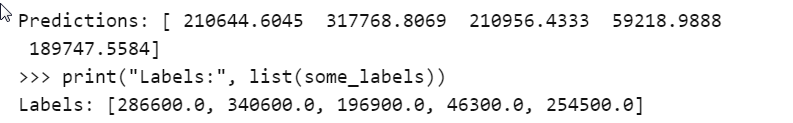 Predictions: [ 210644.6045  317768.8069  210956.4333  59218.9888
 189747.5584]
>>> print("Labels:", list(some_labels))
Labels: [286600.0, 340600.0, 196900.0, 46300.0, 254500.0]